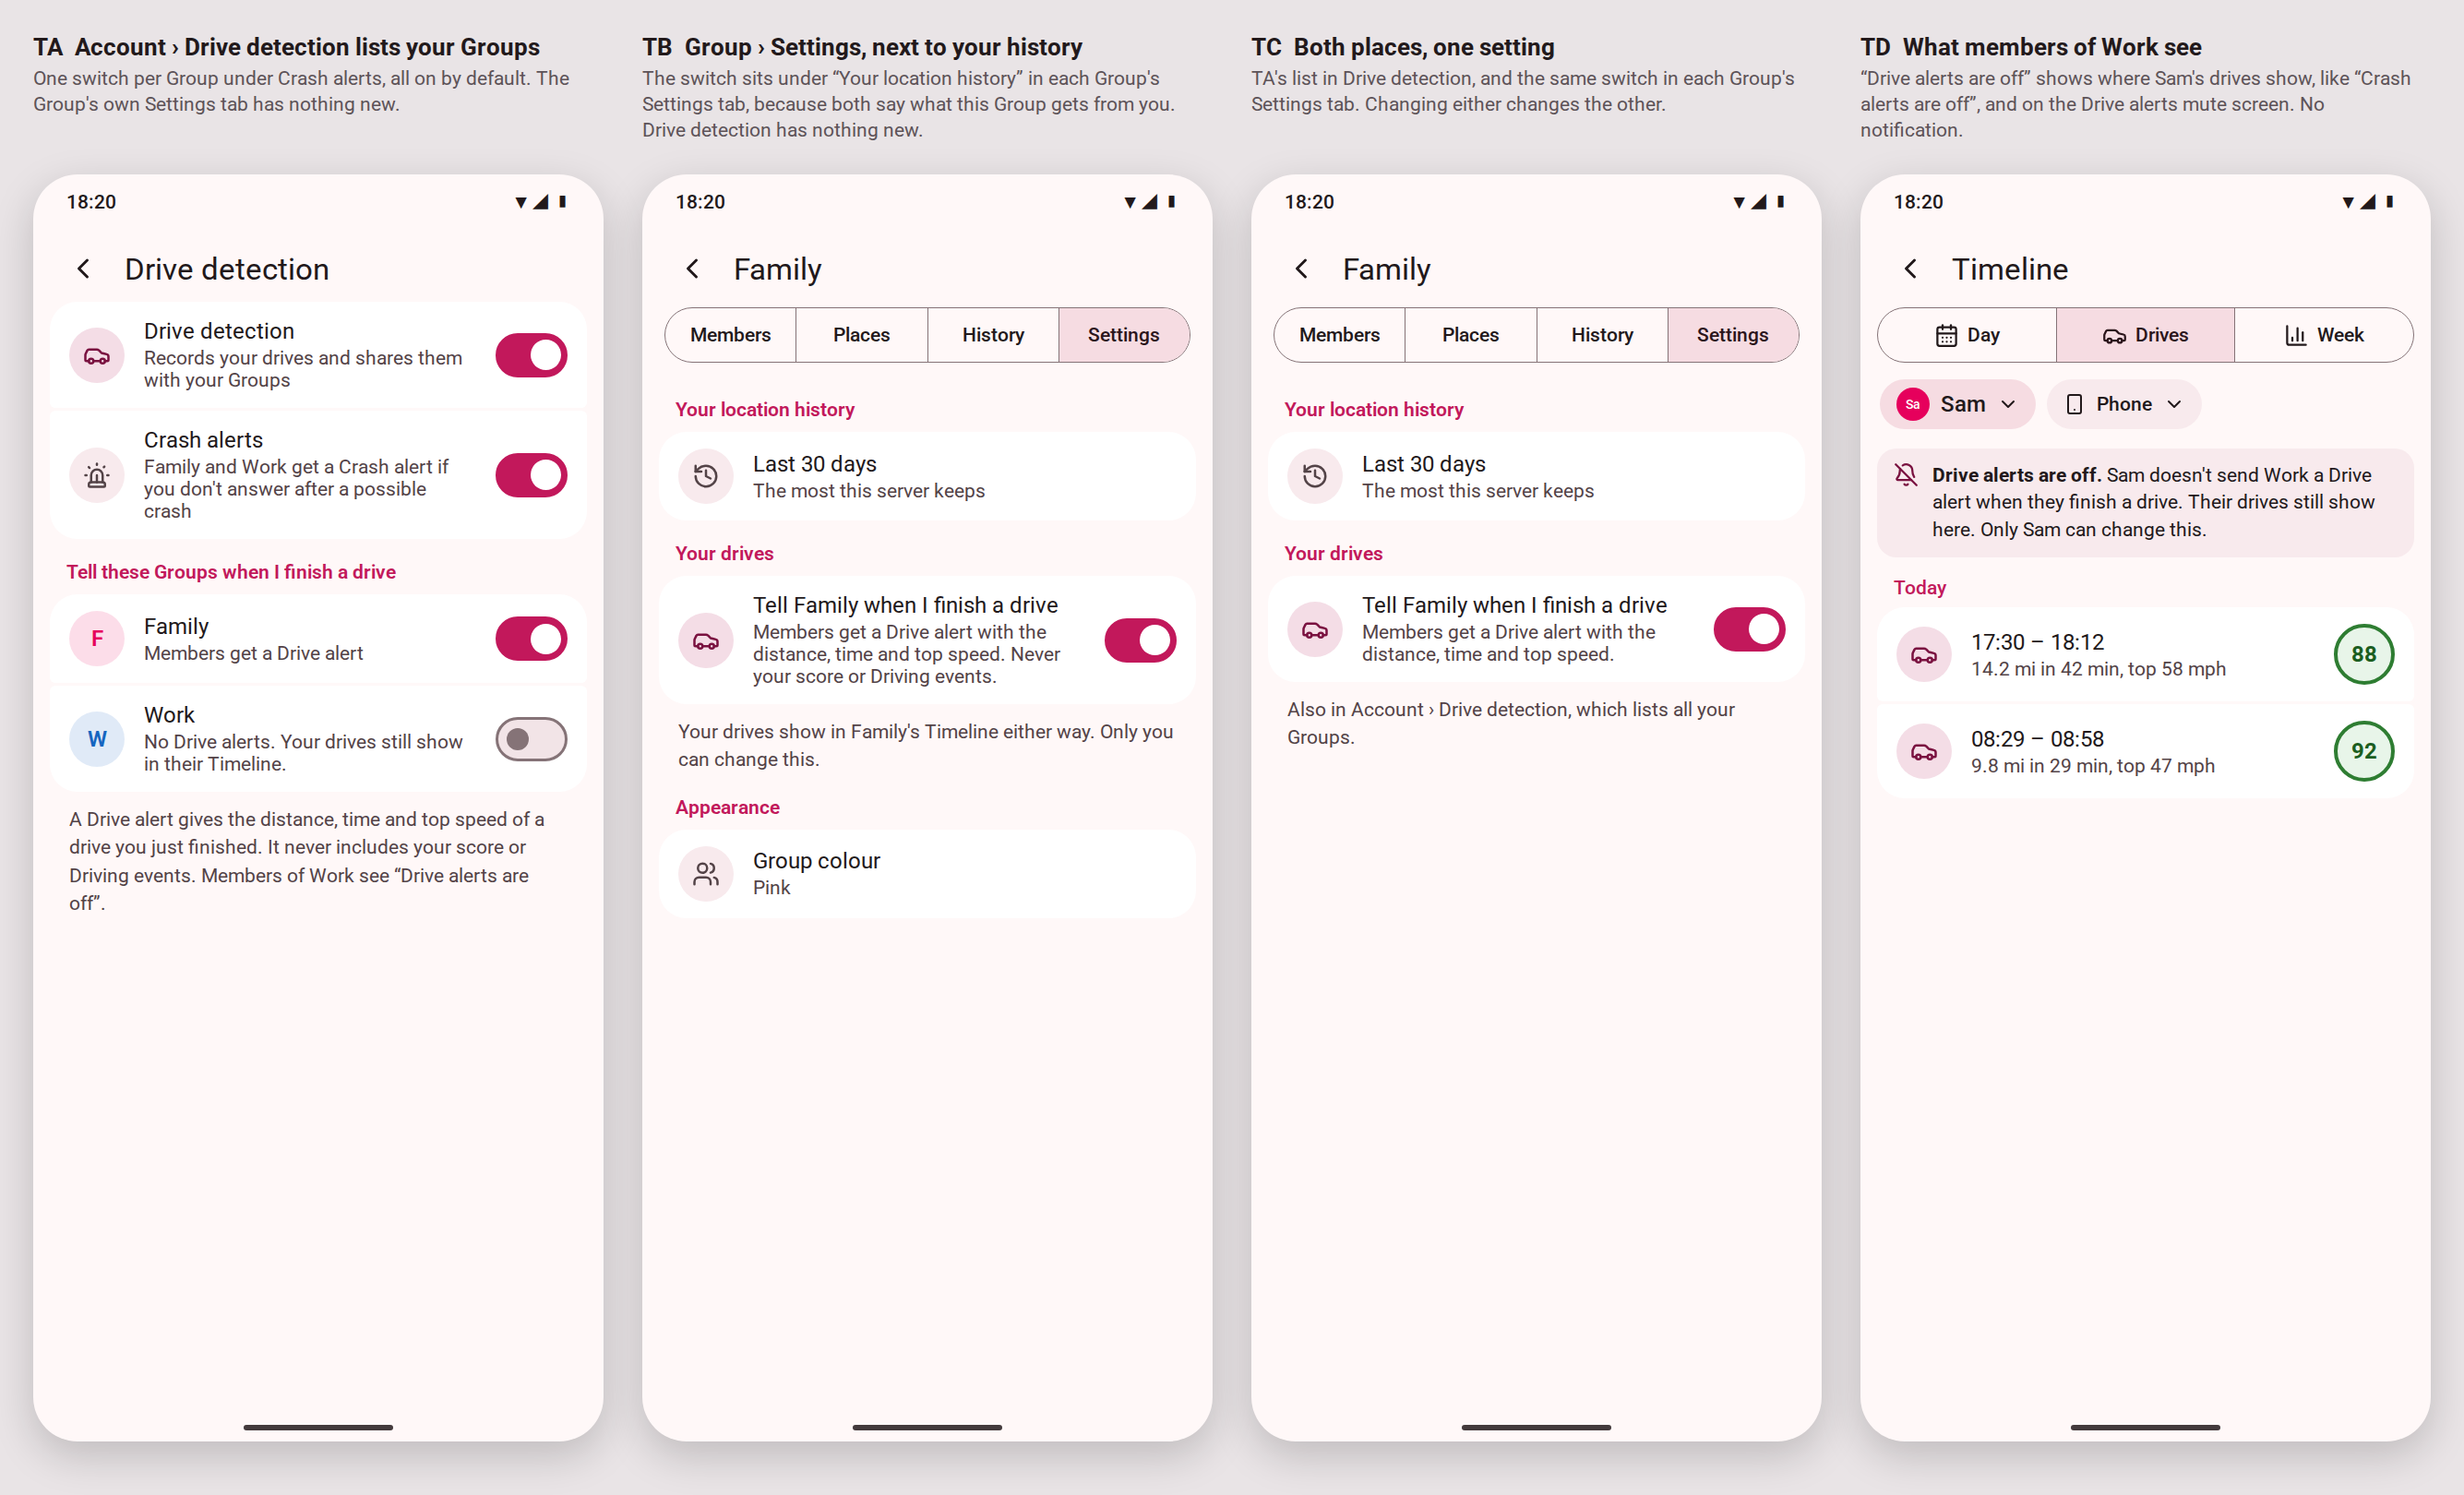 TA Account › Drive detection lists your Groups
One switch per Group under Crash alerts, all on by default. The
Group's own Settings tab has nothing new.
18:20
Drive detection
Drive detection
Records your drives and shares them
with your Groups
Crash alerts
Family and Work get a Crash alert if
you don't answer after a possible
crash
Tell these Groups when I finish a drive
F
Family
Members get a Drive alert
W
Work
No Drive alerts. Your drives still show
in their Timeline.
A Drive alert gives the distance, time and top speed of a
drive you just finished. It never includes your score or
Driving events. Members of Work see “Drive alerts are
off”.
TB Group › Settings, next to your history
The switch sits under “Your location history” in each Group's
Settings tab, because both say what this Group gets from you.
Drive detection has nothing new.
18:20
Family
Members Places History Settings
Your location history
Last 30 days
The most this server keeps
Your drives
Tell Family when I finish a drive
Members get a Drive alert with the
distance, time and top speed. Never
your score or Driving events.
Your drives show in Family's Timeline either way. Only you
can change this.
Appearance
Group colour
Pink
TC Both places, one setting
TA's list in Drive detection, and the same switch in each Group's
Settings tab. Changing either changes the other.
18:20
Family
Members Places History Settings
Your location history
Last 30 days
The most this server keeps
Your drives
Tell Family when I finish a drive
Members get a Drive alert with the
distance, time and top speed.
Also in Account › Drive detection, which lists all your
Groups.
TD What members of Work see
“Drive alerts are off” shows where Sam's drives show, like “Crash
alerts are off”, and on the Drive alerts mute screen. No
notification.
18:20
Timeline
Day Drives Week
Sa Sam Phone
Drive alerts are off. Sam doesn't send Work a Drive
alert when they finish a drive. Their drives still show
here. Only Sam can change this.
Today
17:30 – 18:12
14.2 mi in 42 min, top 58 mph
88
08:29 – 08:58
9.8 mi in 29 min, top 47 mph
92